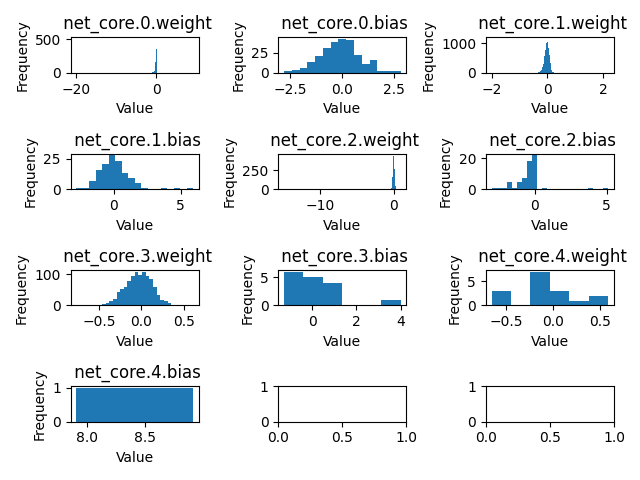 net_core.0.weight
Frequency
500
0
−20
0
Value
net_core.0.bias
Frequency
25
0
−2.5
0.0
2.5
Value
net_core.1.weight
Frequency
1000
0
−2
0
2
Value
net_core.1.bias
Frequency
25
0
0
5
Value
net_core.2.weight
Frequency
250
0
−10
0
Value
net_core.2.bias
Frequency
20
0
0
5
Value
net_core.3.weight
Frequency
100
0
−0.5
0.0
0.5
Value
net_core.3.bias
Frequency
5
0
0
2
4
Value
net_core.4.weight
Frequency
5
0
−0.5
0.0
0.5
Value
net_core.4.bias
Frequency
1
0
8.0
8.5
Value
1
0
0.0
0.5
1.0
1
0
0.0
0.5
1.0